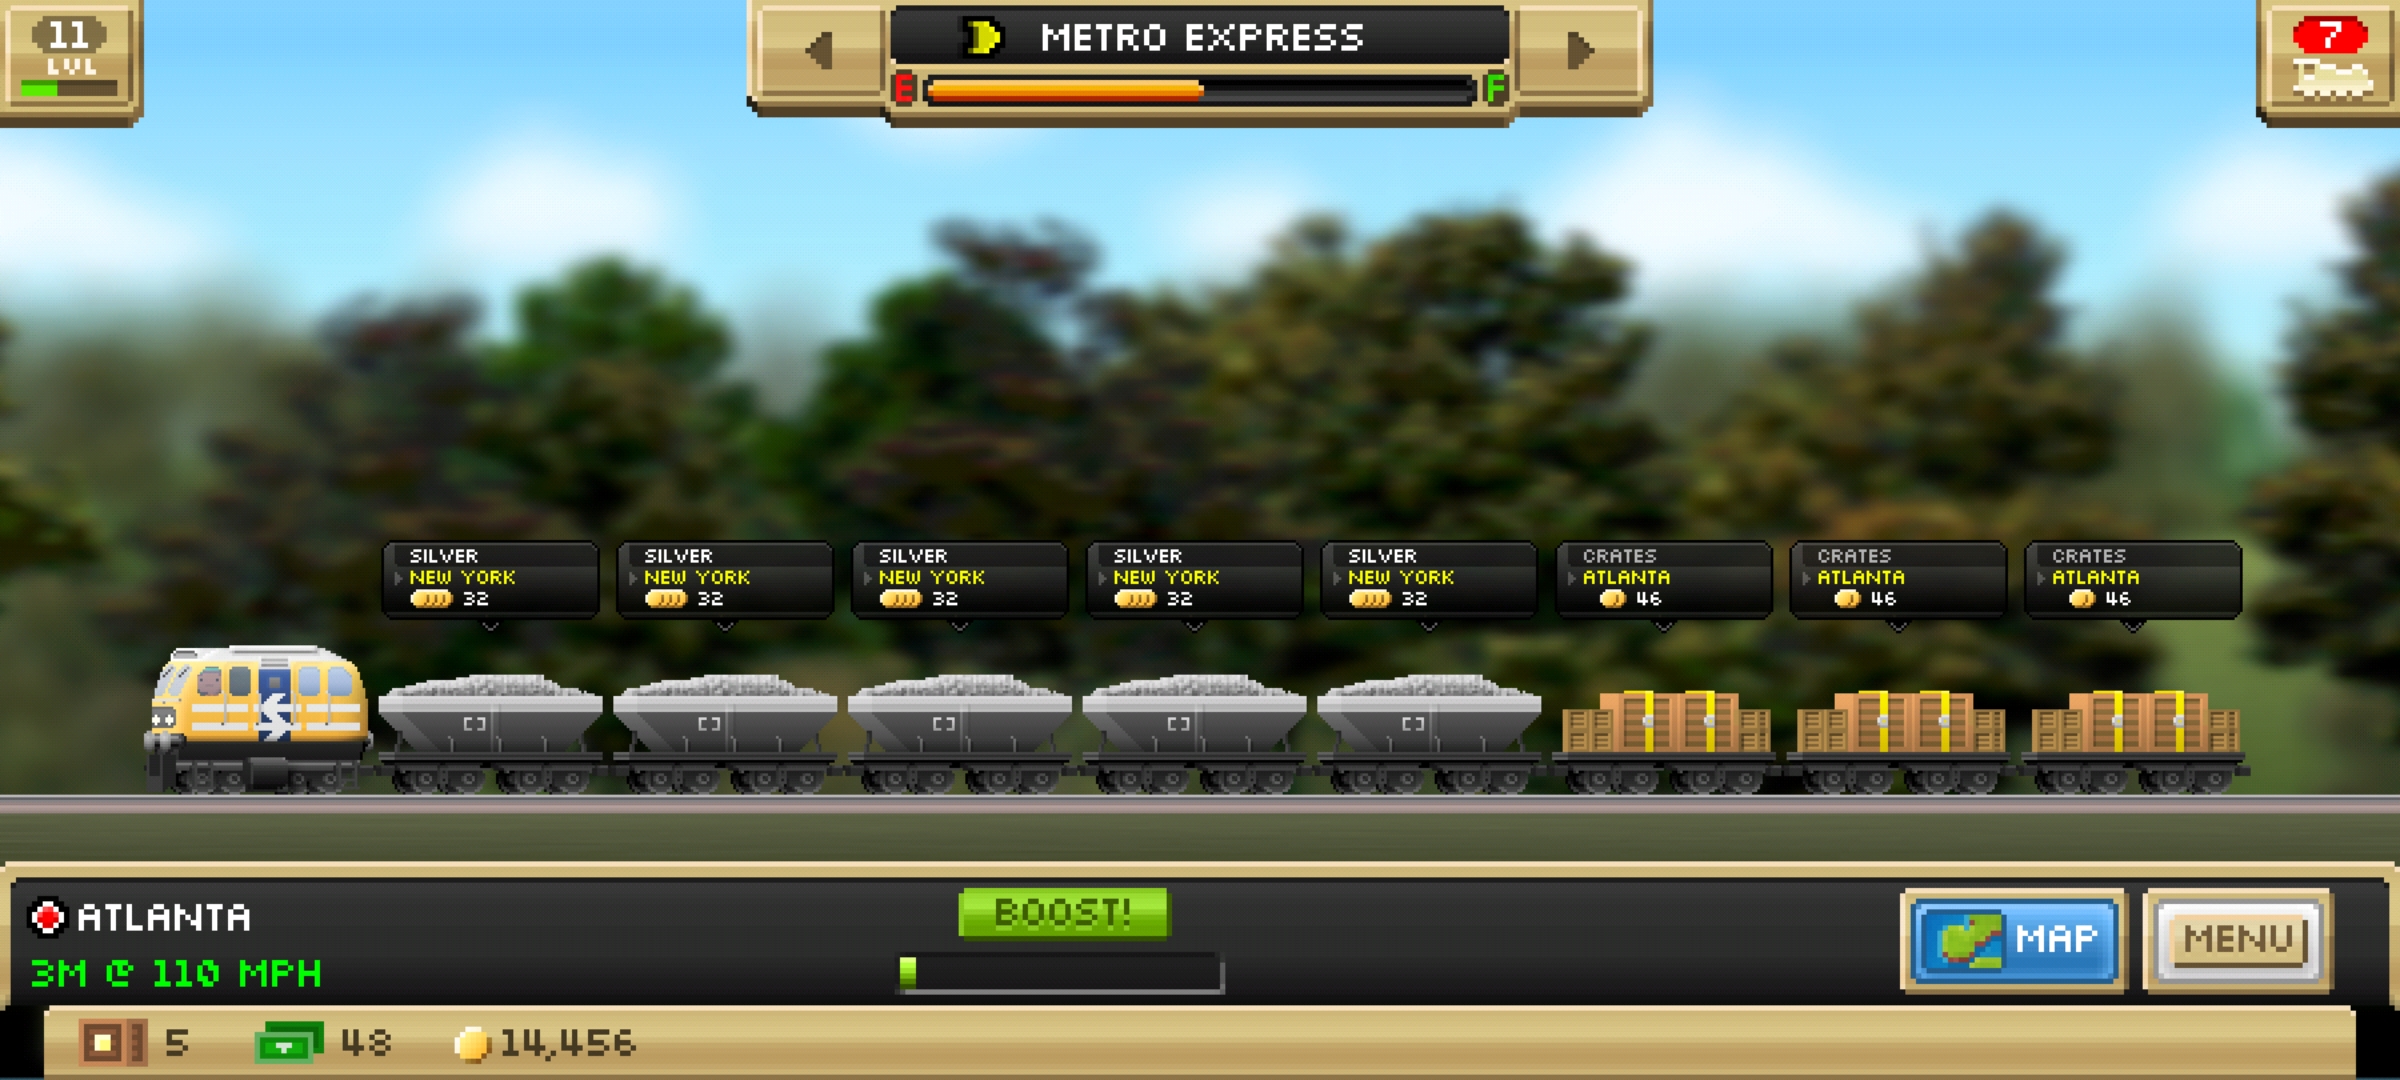 11
LVL
METRO EXPRESS
E F
7
SILVER
NEW YORK
32
SILVER
NEW YORK
32
SILVER
NEW YORK
32
SILVER
NEW YORK
32
SILVER
NEW YORK
32
CRATES
ATLANTA
46
CRATES
ATLANTA
46
CRATES
ATLANTA
46
ATLANTA
3M @ 110 MPH
BOOST!
MAP
MENU
5 48 14,456